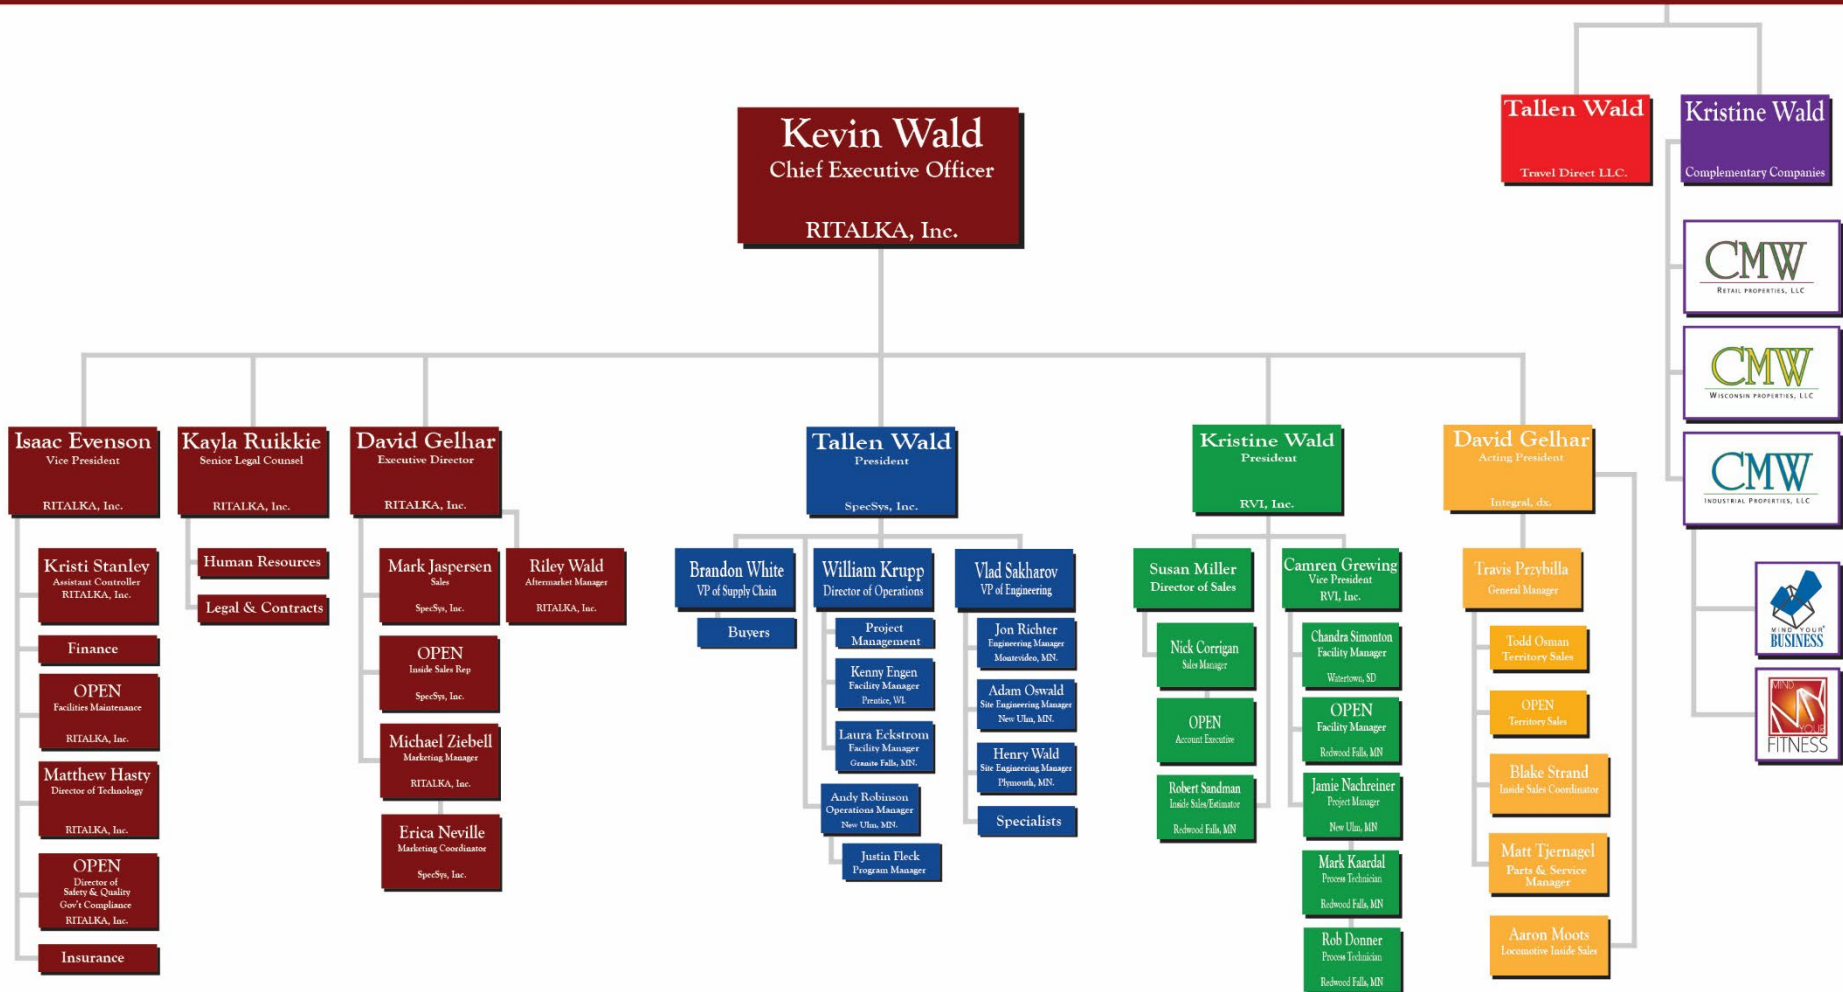 Kevin Wald
Chief Executive Officer
RITALKA, Inc.
Tallen Wald
Travel Direct LLC.
Kristine Wald
Complementary Companies
CMW
RETAIL PROPERTIES, LLC
CMW
WISCONSIN PROPERTIES, LLC
CMW
INDUSTRIAL PROPERTIES, LLC
MIND YOUR
BUSINESS
MIND
YOUR
FITNESS
Isaac Evenson
Vice President
RITALKA, Inc.
Kristi Stanley
Assistant Controller
RITALKA, Inc.
Finance
OPEN
Facilities Maintenance
RITALKA, Inc.
Matthew Hasty
Director of Technology
RITALKA, Inc.
OPEN
Director of
Safety & Quality
Gov't Compliance
RITALKA, Inc.
Insurance
Kayla Ruikkie
Senior Legal Counsel
RITALKA, Inc.
Human Resources
Legal & Contracts
David Gelhar
Executive Director
RITALKA, Inc.
Mark Jaspersen
Sales
SpecSys, Inc.
OPEN
Inside Sales Rep
SpecSys, Inc.
Michael Ziebell
Marketing Manager
RITALKA, Inc.
Erica Neville
Marketing Coordinator
SpecSys, Inc.
Riley Wald
Aftermarket Manager
RITALKA, Inc.
Tallen Wald
President
SpecSys, Inc.
Brandon White
VP of Supply Chain
Buyers
William Krupp
Director of Operations
Project
Management
Kenny Engen
Facility Manager
Prentice, WI.
Laura Eckstrom
Facility Manager
Granite Falls, MN.
Andy Robinson
Operations Manager
New Ulm, MN.
Justin Fleck
Program Manager
Vlad Sakharov
VP of Engineering
Jon Richter
Engineering Manager
Montevideo, MN.
Adam Oswald
Site Engineering Manager
New Ulm, MN.
Henry Wald
Site Engineering Manager
Plymouth, MN.
Specialists
Kristine Wald
President
RVI, Inc.
Susan Miller
Director of Sales
Nick Corrigan
Sales Manager
OPEN
Account Executive
Robert Sandman
Inside Sales/Estimator
Redwood Falls, MN
Camren Grewing
Vice President
RVI, Inc.
Chandra Simonton
Facility Manager
Watertown, SD
OPEN
Facility Manager
Redwood Falls, MN
Jamie Nachreiner
Project Manager
New Ulm, MN
Mark Kaardal
Process Technician
Redwood Falls, MN
Rob Donner
Process Technician
Redwood Falls, MN
David Gelhar
Acting President
Integral, dx.
Travis Przybilla
General Manager
Todd Osman
Territory Sales
OPEN
Territory Sales
Blake Strand
Inside Sales Coordinator
Matt Tjernagel
Parts & Service
Manager
Aaron Moots
Locomotive Inside Sales